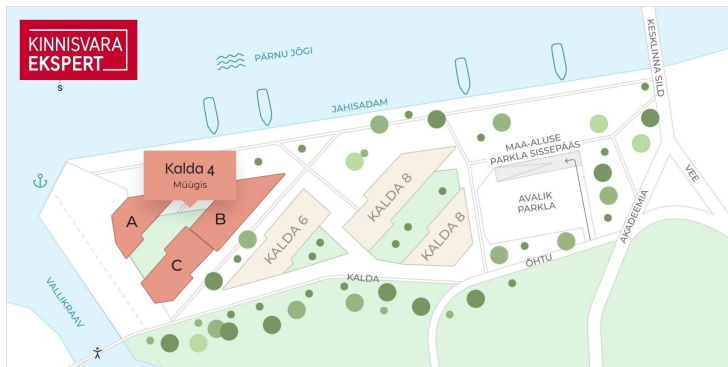 KINNISVARA
EKSPERT
S
PÄRNU JÕGI
KESKLINNA SILD
JAHISADAM
MAA-ALUSE
PARKLA SISSEPÄÄS
Kalda 4
Müügis
VEE
KALDA 8
AVALIK
PARKLA
A
B
KALDA 6
KALDA 8
AKADEEMIA
C
ÕHTU
KALDA
VALLIKRAAV